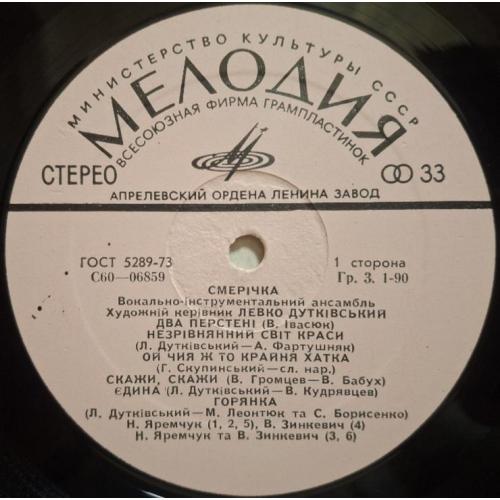 МИНИСТЕРСТВО КУЛЬТУРЫ СССР
МЕЛОДИЯ
ВСЕСОЮЗНАЯ ФИРМА ГРАМПЛАСТИНОК
СТЕРЕО
33
АПРЕЛЕВСКИЙ ОРДЕНА ЛЕНИНА ЗАВОД
ГОСТ 5289-73
1 сторона
С60—06859
Гр. 3. 1-90
СМЕРІЧКА
Вокально-інструментальний ансамбль
Художній керівник ЛЕВКО ДУТКІВСЬКИЙ
ДВА ПЕРСТЕНІ (В. Івасюк)
НЕЗРІВНЯННИЙ СВІТ КРАСИ
(Л. Дутківський—А. Фартушняк)
ОЙ ЧИЯ Ж ТО КРАЙНЯ ХАТКА
(Г. Скупинський—сл. нар.)
СКАЖИ, СКАЖИ (В. Громцев—В. Бабух)
ЄДИНА (Л. Дутківський—В. Кудрявцев)
ГОРЯНКА
(Л. Дутківський—М. Леонтюк та С. Борисенко)
Н. Яремчук (1, 2, 5), В. Зинкевич (4)
Н. Яремчук та В. Зинкевич (3, 6)